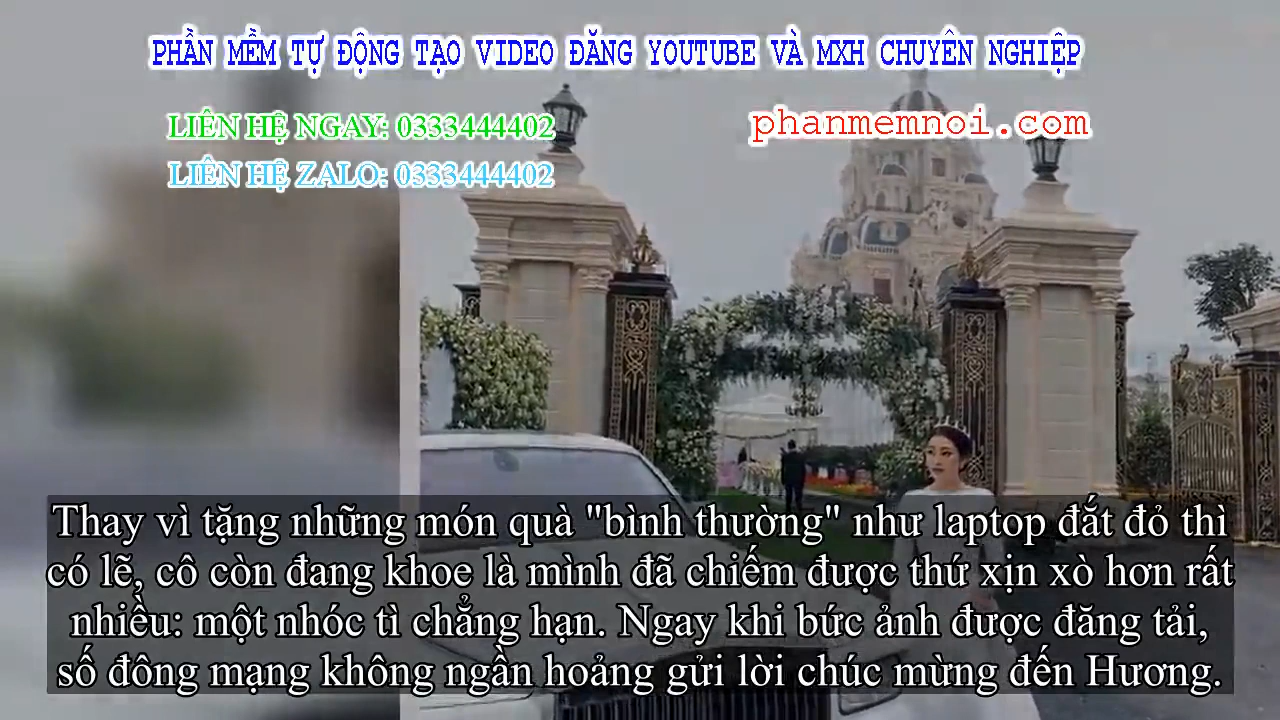 PHẦN MỀM TỰ ĐỘNG TẠO VIDEO ĐĂNG YOUTUBE VÀ MXH CHUYÊN NGHIỆP
LIÊN HỆ NGAY: 0333444402
phanmemnoi.com
LIÊN HỆ ZALO: 0333444402
Thay vì tặng những món quà "bình thường" như laptop đắt đỏ thì
có lẽ, cô còn đang khoe là mình đã chiếm được thứ xịn xò hơn rất
nhiều: một nhóc tì chẳng hạn. Ngay khi bức ảnh được đăng tải,
số đông mạng không ngần hoảng gửi lời chúc mừng đến Hương.